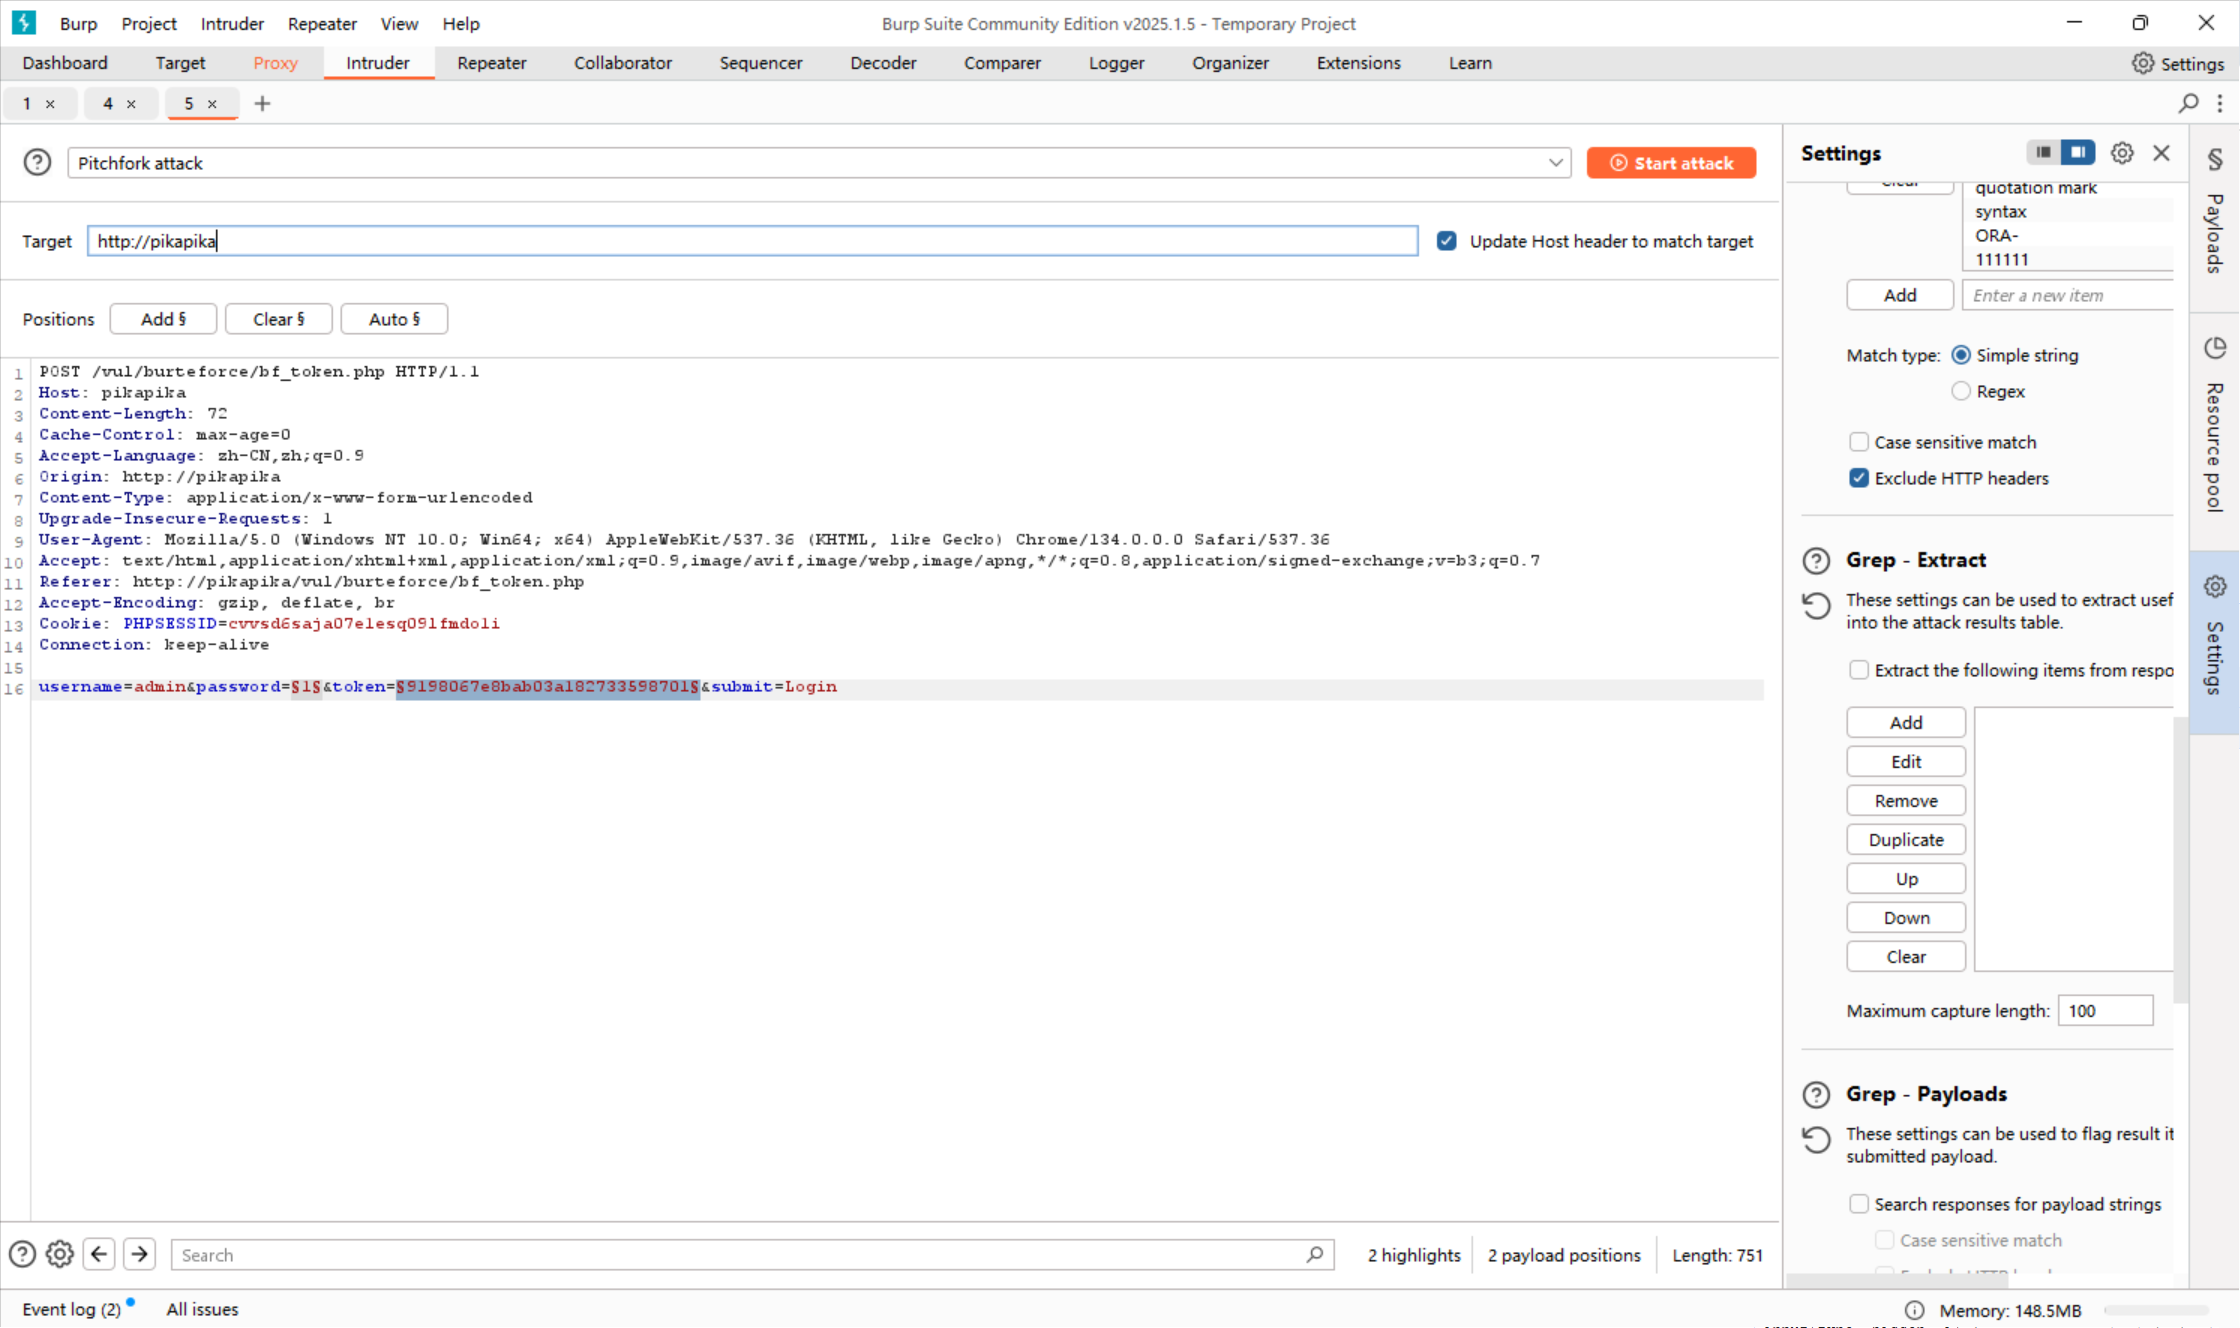 Burp Project Intruder Repeater View Help Burp Suite Community Edition v2025.1.5 - Temporary Project
Dashboard Target Proxy Intruder Repeater Collaborator Sequencer Decoder Comparer Logger Organizer Extensions Learn Settings
1 × 4 × 5 × +
Pitchfork attack
Start attack
Target http://pikapika
Update Host header to match target
Positions Add § Clear § Auto §
1 POST /vul/burteforce/bf_token.php HTTP/1.1
2 Host: pikapika
3 Content-Length: 72
4 Cache-Control: max-age=0
5 Accept-Language: zh-CN,zh;q=0.9
6 Origin: http://pikapika
7 Content-Type: application/x-www-form-urlencoded
8 Upgrade-Insecure-Requests: 1
9 User-Agent: Mozilla/5.0 (Windows NT 10.0; Win64; x64) AppleWebKit/537.36 (KHTML, like Gecko) Chrome/134.0.0.0 Safari/537.36
10 Accept: text/html,application/xhtml+xml,application/xml;q=0.9,image/avif,image/webp,image/apng,*/*;q=0.8,application/signed-exchange;v=b3;q=0.7
11 Referer: http://pikapika/vul/burteforce/bf_token.php
12 Accept-Encoding: gzip, deflate, br
13 Cookie: PHPSESSID=cvvsd6saja07elesq09lfmdoli
14 Connection: keep-alive
15
16 username=admin&password=§1§&token=§9198067e8bab03a182733598701§&submit=Login
Search
2 highlights 2 payload positions Length: 751
Event log (2) All issues
Memory: 148.5MB
Settings
Clear
quotation mark
syntax
ORA-
111111
Add Enter a new item
Match type: Simple string
Regex
Case sensitive match
Exclude HTTP headers
Grep - Extract
These settings can be used to extract usef
into the attack results table.
Extract the following items from respo
Add
Edit
Remove
Duplicate
Up
Down
Clear
Maximum capture length: 100
Grep - Payloads
These settings can be used to flag result it
submitted payload.
Search responses for payload strings
Case sensitive match
§ Payloads
Resource pool
Settings